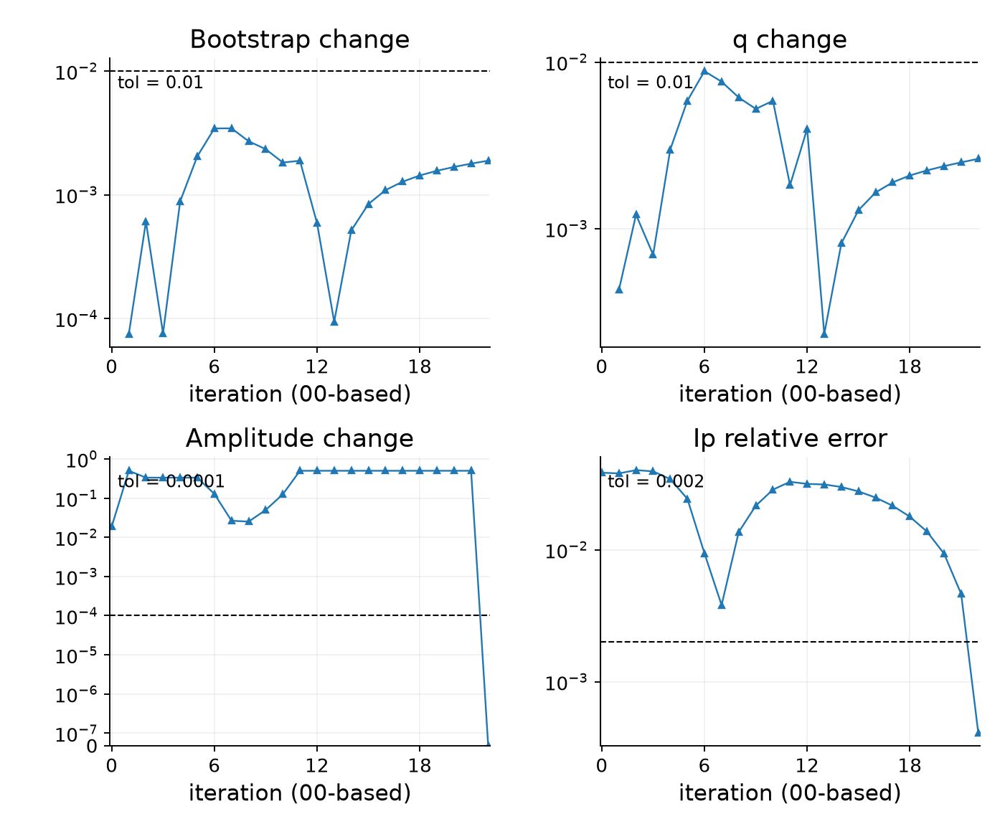 Bootstrap change
10⁻²
tol = 0.01
10⁻³
10⁻⁴
0 6 12 18
iteration (00-based)
q change
10⁻²
tol = 0.01
10⁻³
0 6 12 18
iteration (00-based)
Amplitude change
10⁰
tol = 0.0001
10⁻¹
10⁻²
10⁻³
10⁻⁴
10⁻⁵
10⁻⁶
10⁻⁷
0
0 6 12 18
iteration (00-based)
Ip relative error
tol = 0.002
10⁻²
10⁻³
0 6 12 18
iteration (00-based)